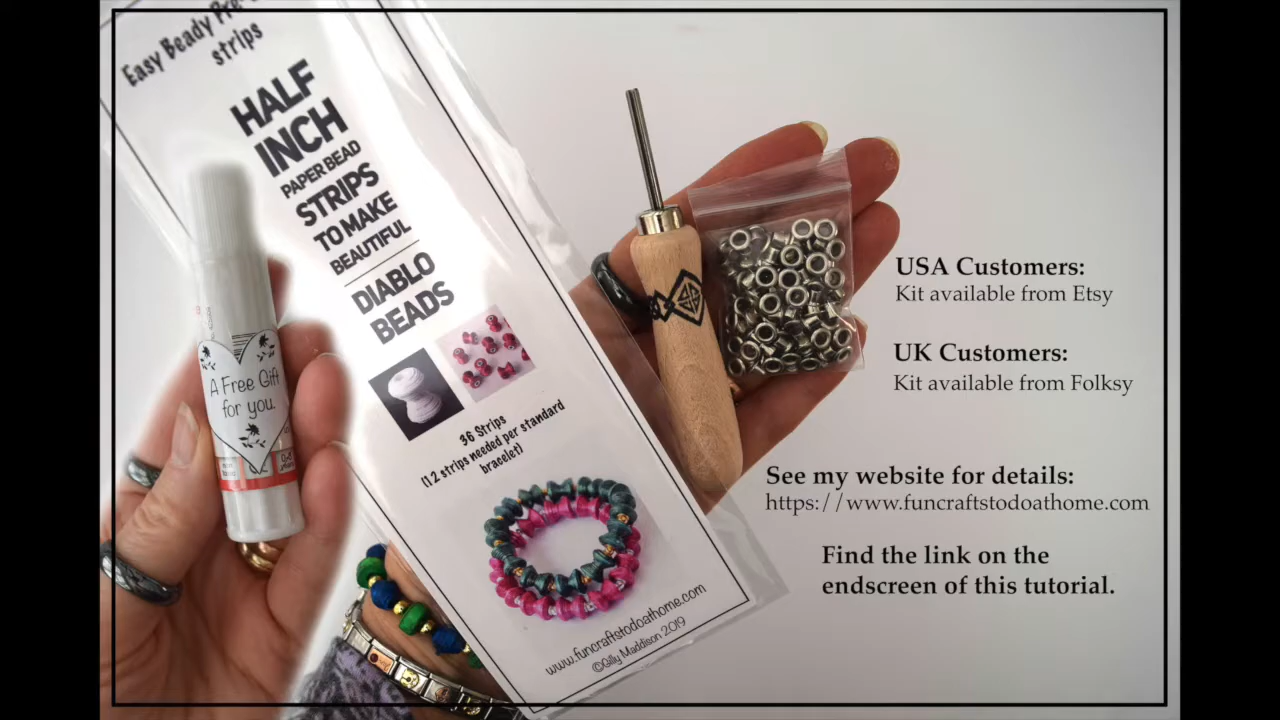 Easy Beady
strips
HALF
INCH
PAPER BEAD
STRIPS
TO MAKE
BEAUTIFUL
DIABLO
BEADS
36 Strips
(12 strips needed per standard
bracelet)
www.funcraftstodoathome.com
©Gilly Maddison 2019
A Free Gift
for you.
USA Customers:
Kit available from Etsy
UK Customers:
Kit available from Folksy
See my website for details:
https://www.funcraftstodoathome.com
Find the link on the
endscreen of this tutorial.